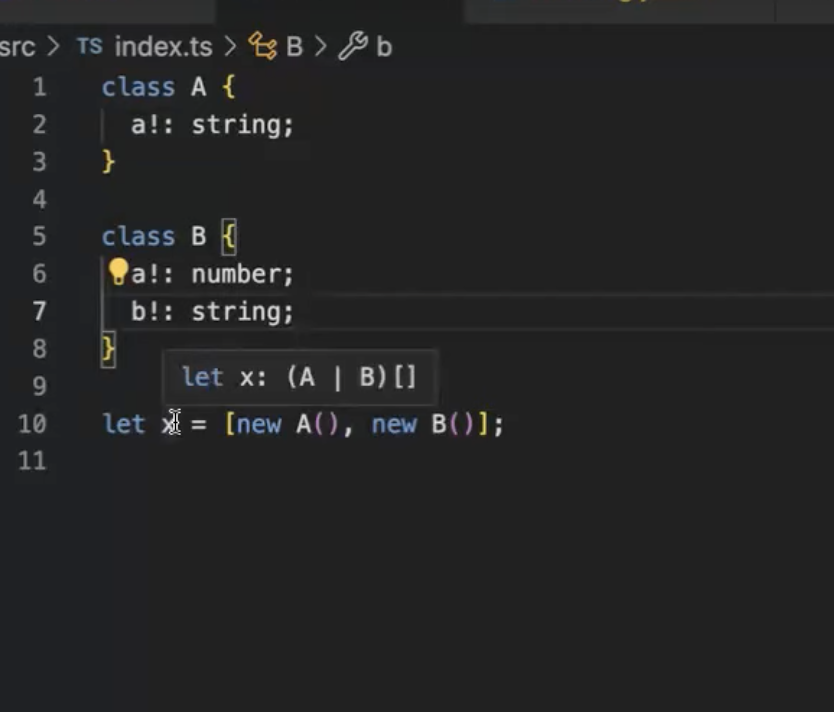 src > TS index.ts > B > b
1 class A {
2 a!: string;
3 }
4
5 class B {
6 a!: number;
7 b!: string;
8 }
let x: (A | B)[]
9
10 let x = [new A(), new B()];
11